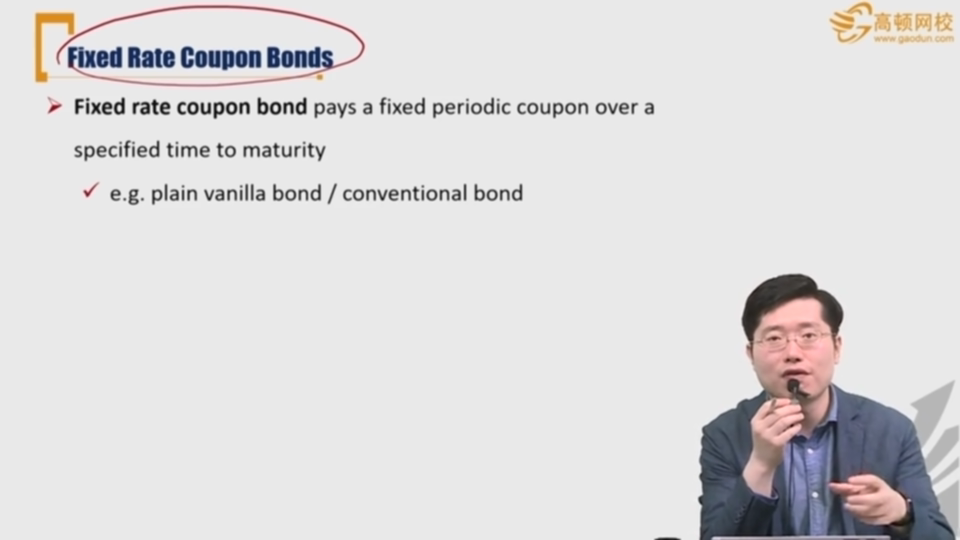 高顿网校
www.gaodun.com
Fixed Rate Coupon Bonds
Fixed rate coupon bond pays a fixed periodic coupon over a
specified time to maturity
e.g. plain vanilla bond / conventional bond